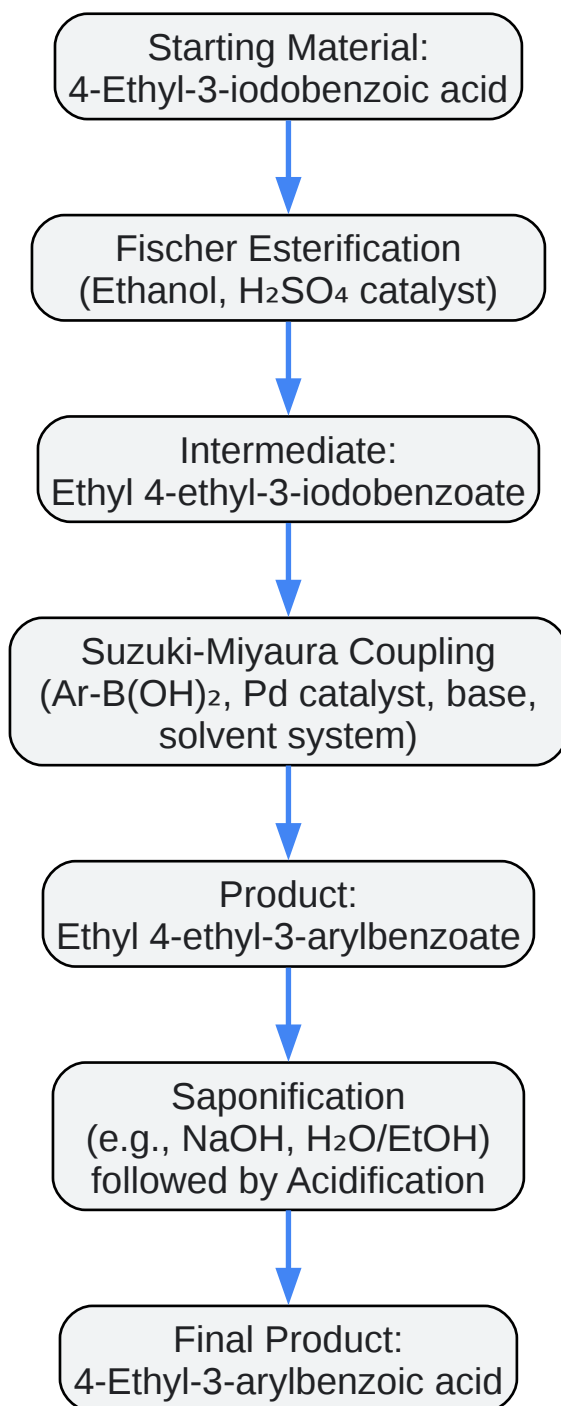 Starting Material:
4-Ethyl-3-iodobenzoic acid
Fischer Esterification
(Ethanol, H₂SO₄ catalyst)
Intermediate:
Ethyl 4-ethyl-3-iodobenzoate
Suzuki-Miyaura Coupling
(Ar-B(OH)₂, Pd catalyst, base,
solvent system)
Product:
Ethyl 4-ethyl-3-arylbenzoate
Saponification
(e.g., NaOH, H₂O/EtOH)
followed by Acidification
Final Product:
4-Ethyl-3-arylbenzoic acid